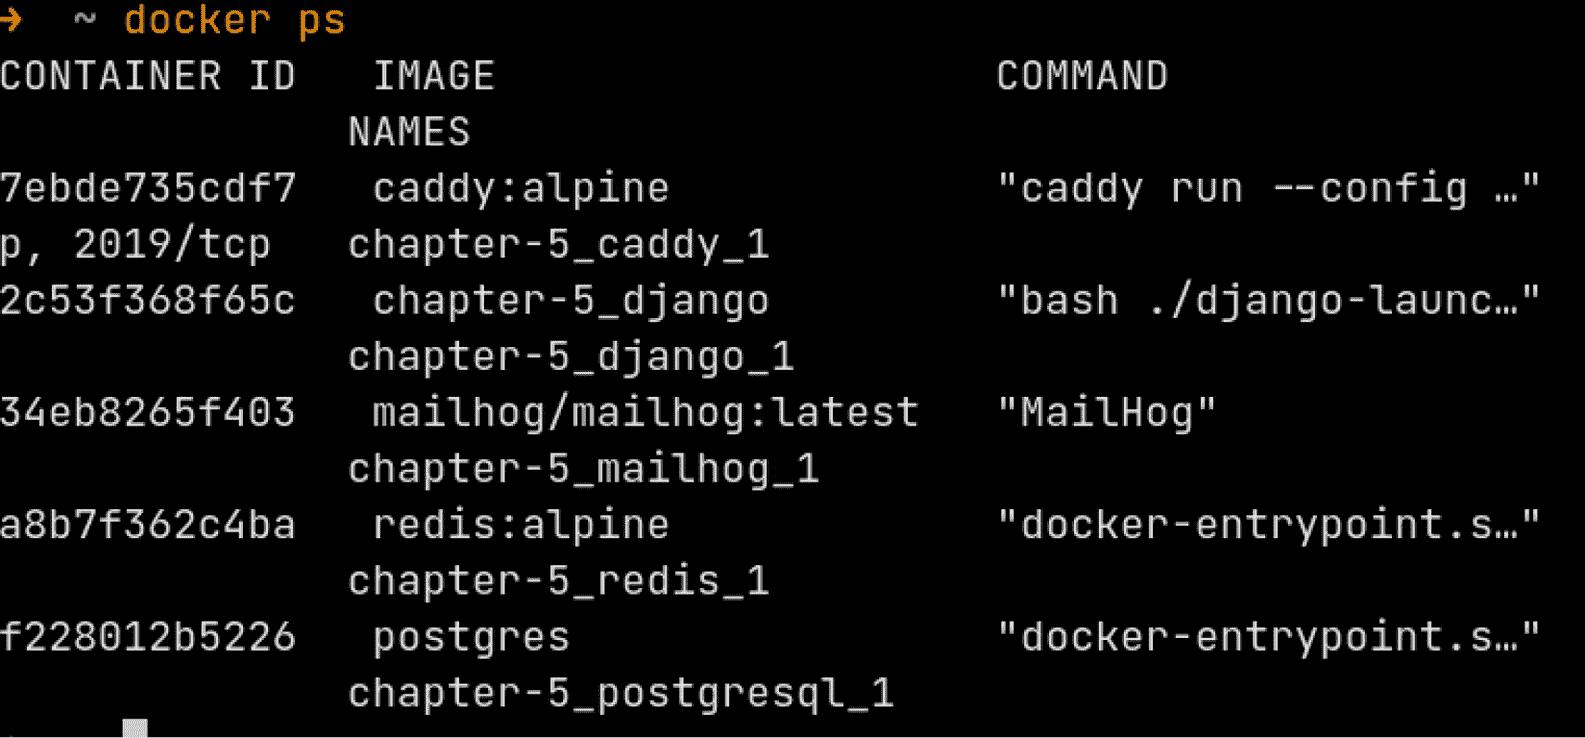 → ~ docker ps
CONTAINER ID IMAGE COMMAND
NAMES
7ebde735cdf7 caddy:alpine "caddy run --config …"
p, 2019/tcp chapter-5_caddy_1
2c53f368f65c chapter-5_django "bash ./django-launc…"
chapter-5_django_1
34eb8265f403 mailhog/mailhog:latest "MailHog"
chapter-5_mailhog_1
a8b7f362c4ba redis:alpine "docker-entrypoint.s…"
chapter-5_redis_1
f228012b5226 postgres "docker-entrypoint.s…"
chapter-5_postgresql_1